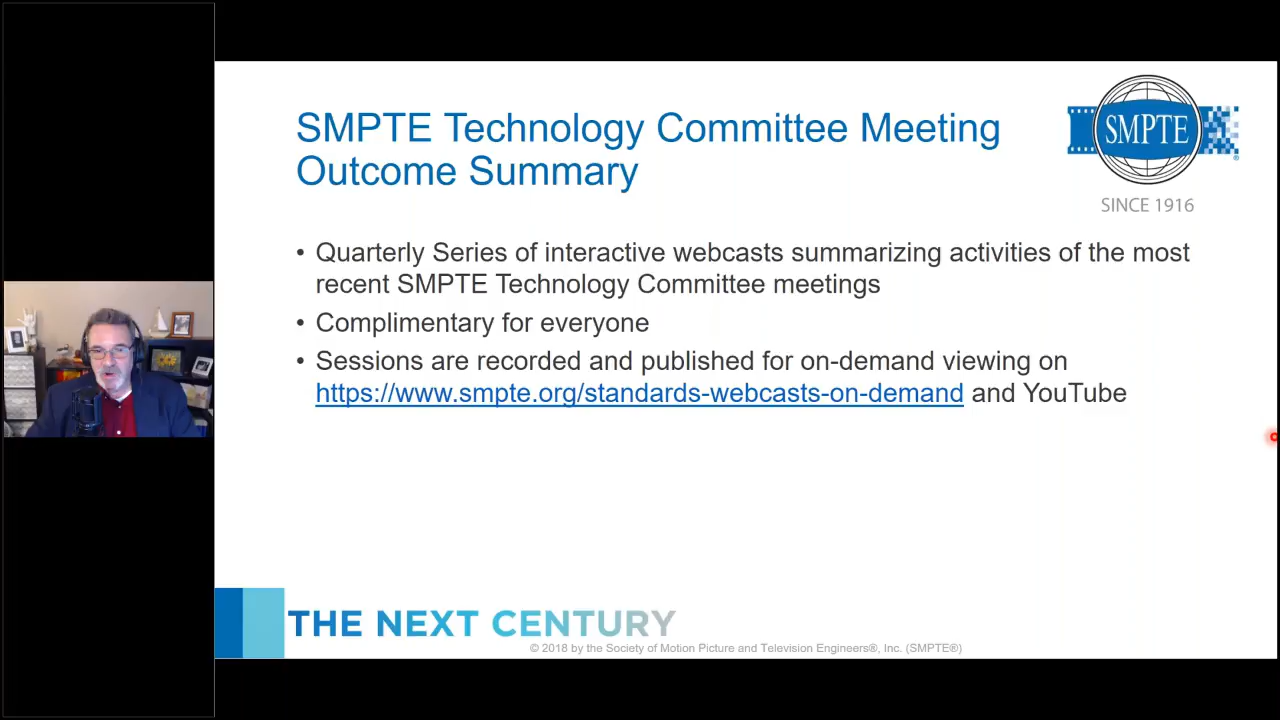 SMPTE Technology Committee Meeting
Outcome Summary
SMPTE
®
SINCE 1916
• Quarterly Series of interactive webcasts summarizing activities of the most
recent SMPTE Technology Committee meetings
• Complimentary for everyone
• Sessions are recorded and published for on-demand viewing on
https://www.smpte.org/standards-webcasts-on-demand and YouTube
THE NEXT CENTURY
© 2018 by the Society of Motion Picture and Television Engineers®, Inc. (SMPTE®)